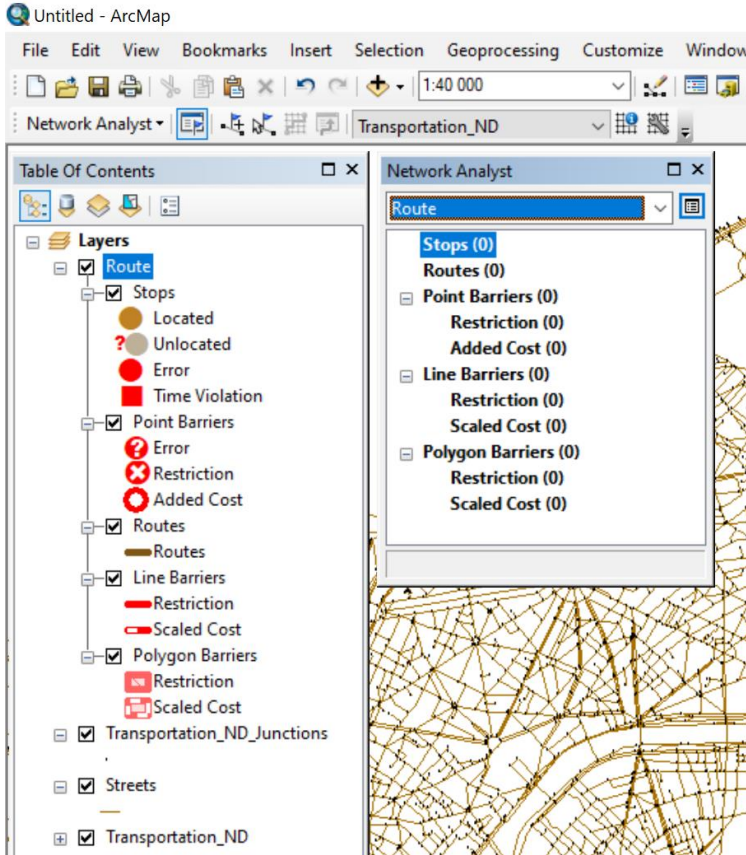 Untitled - ArcMap
File Edit View Bookmarks Insert Selection Geoprocessing Customize Window
1:40 000
Network Analyst
Transportation_ND
Table Of Contents
Layers
Route
Stops
Located
? Unlocated
Error
Time Violation
Point Barriers
? Error
Restriction
Added Cost
Routes
Routes
Line Barriers
Restriction
Scaled Cost
Polygon Barriers
Restriction
Scaled Cost
Transportation_ND_Junctions
Streets
Transportation_ND
Network Analyst
Route
Stops (0)
Routes (0)
Point Barriers (0)
Restriction (0)
Added Cost (0)
Line Barriers (0)
Restriction (0)
Scaled Cost (0)
Polygon Barriers (0)
Restriction (0)
Scaled Cost (0)